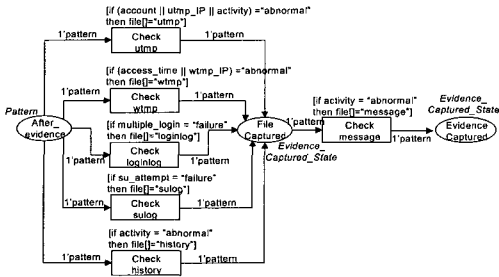 [if (account || utmp_IP || activity) ="abnormal"
then file[]="utmp"]
1'pattern
Check
utmp
1'pattern
[if (access_time || wtmp_IP) ="abnormal"
then file[]="wtmp"]
1'pattern
Check
wtmp
1'pattern
Pattern
After_
evidence
[if multiple_login = "failure"
then file[]="loginlog"]
1'pattern
Check
loginlog
1'pattern
File
Captured
Evidence_
Captured_State
1'pattern
[if activity = "abnormal"
then file[]="message"]
Check
message
1'pattern
Evidence_
Captured_State
Evidence
Captured
[if su_attempt = "failure"
then file[]="sulog"]
1'pattern
Check
sulog
1'pattern
[if activity = "abnormal"
then file[]="history"]
1'pattern
Check
history
1'pattern